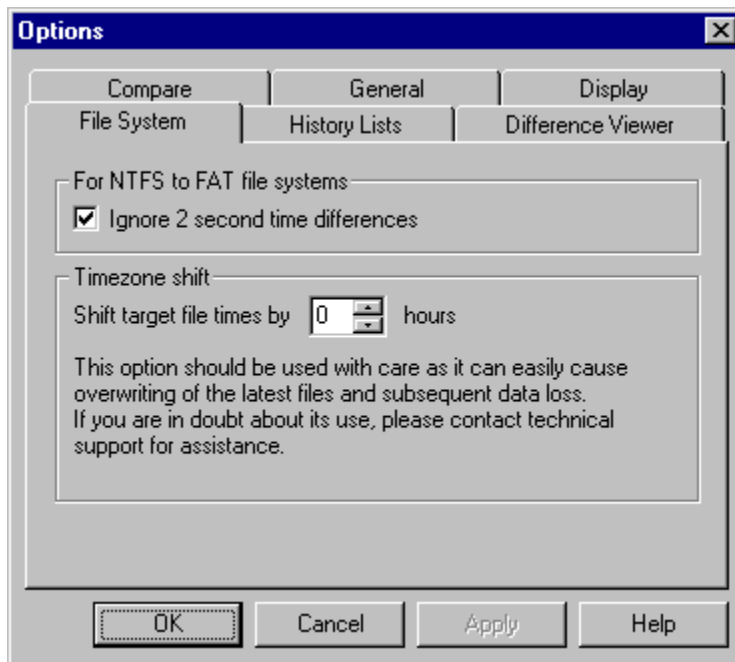 Options
Compare General Display
File System History Lists Difference Viewer
For NTFS to FAT file systems
Ignore 2 second time differences
Timezone shift
Shift target file times by 0 hours
This option should be used with care as it can easily cause
overwriting of the latest files and subsequent data loss.
If you are in doubt about its use, please contact technical
support for assistance.
OK Cancel Apply Help